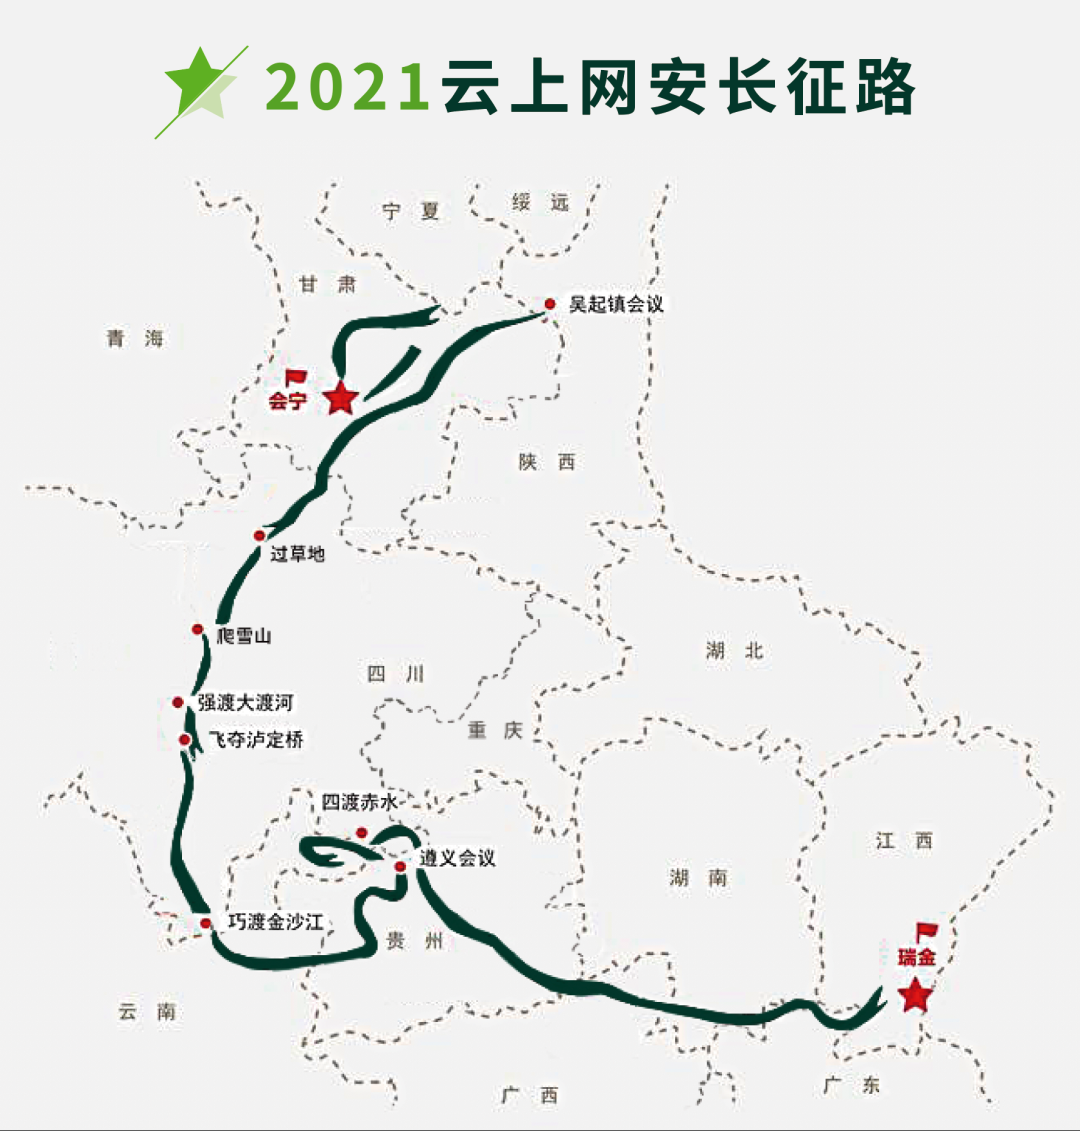 2021云上网安长征路
绥 远
宁 夏
甘 肃
吴起镇会议
青 海
会宁
陕 西
过草地
爬雪山
湖 北
四 川
强渡大渡河
重 庆
飞夺泸定桥
四渡赤水
江 西
遵义会议
湖 南
巧渡金沙江
贵 州
瑞金
云 南
广 东
广 西